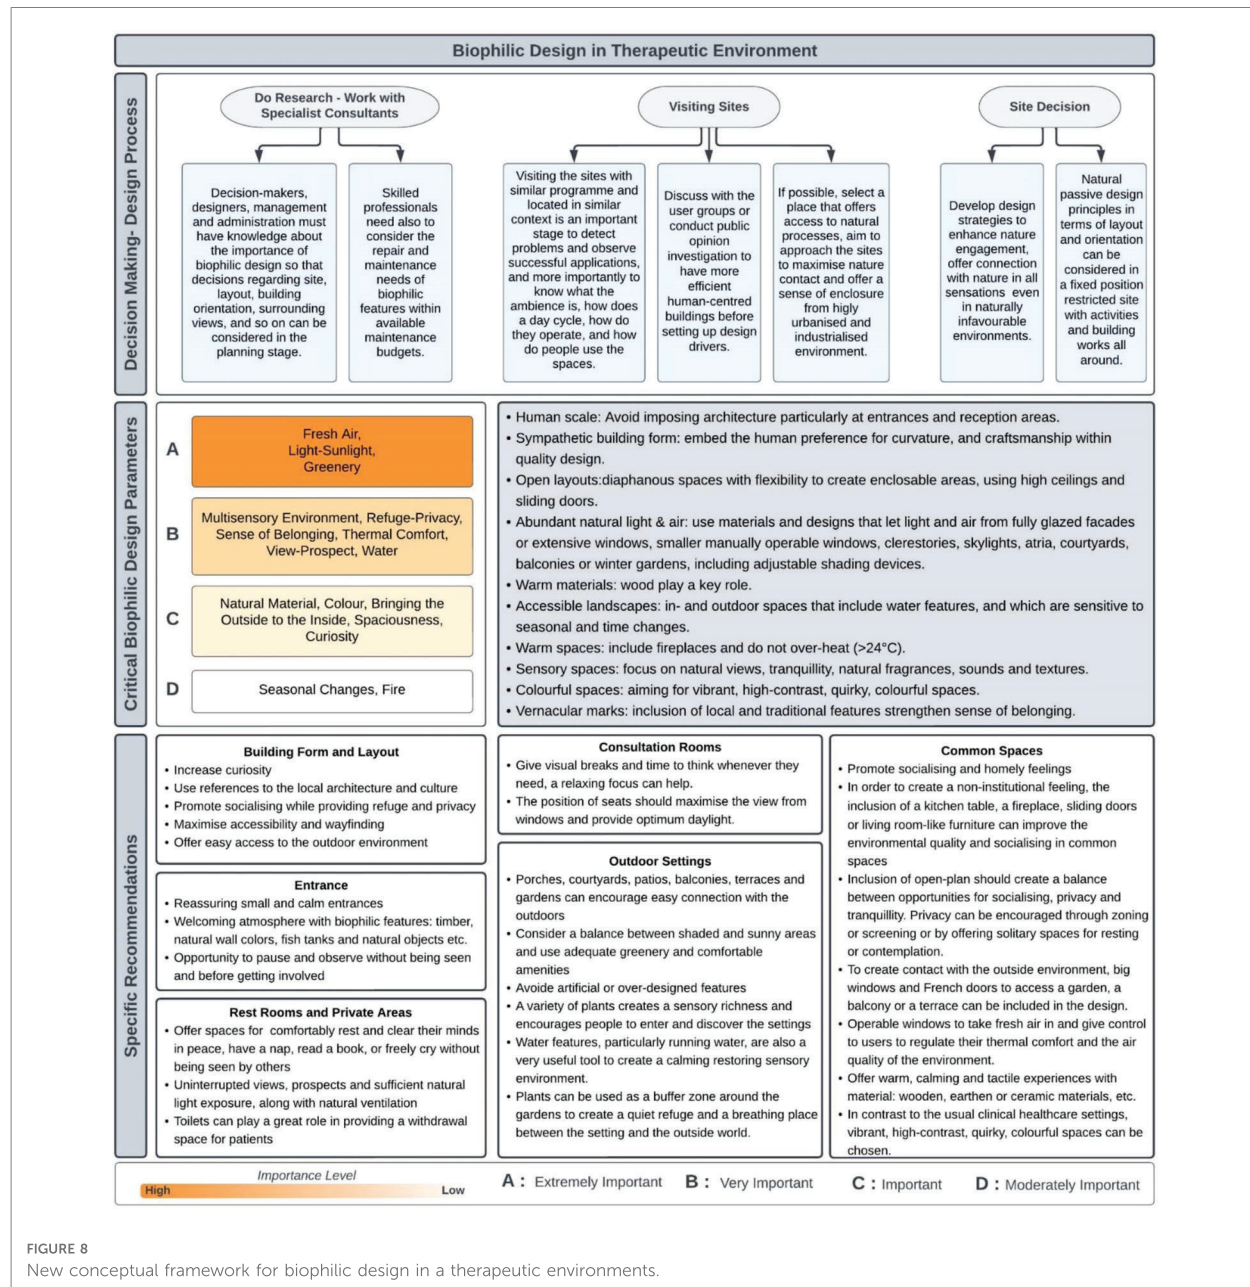 Biophilic Design in Therapeutic Environment
Decision Making- Design Process
Do Research - Work with
Specialist Consultants
Decision-makers,
designers, management
and administration must
have knowledge about
the importance of
biophilic design so that
decisions regarding site,
layout, building
orientation, surrounding
views, and so on can be
considered in the
planning stage.
Skilled
professionals
need also to
consider the
repair and
maintenance
needs of
biophilic
features within
available
maintenance
budgets.
Visiting Sites
Visiting the sites with
similar programme and
located in similar
context is an important
stage to detect
problems and observe
successful applications,
and more importantly to
know what the
ambience is, how does
a day cycle, how do
they operate, and how
do people use the
spaces.
Discuss with the
user groups or
conduct public
opinion
investigation to
have more
efficient
human-centred
buildings before
setting up design
drivers.
If possible, select a
place that offers
access to natural
processes, aim to
approach the sites
to maximise nature
contact and offer a
sense of enclosure
from higly
urbanised and
industrialised
environment.
Site Decision
Develop design
strategies to
enhance nature
engagement,
offer connection
with nature in all
sensations even
in naturally
infavourable
environments.
Natural
passive design
principles in
terms of layout
and orientation
can be
considered in
a fixed position
restricted site
with activities
and building
works all
around.
Critical Biophilic Design Parameters
A
Fresh Air,
Light-Sunlight,
Greenery
B
Multisensory Environment, Refuge-Privacy,
Sense of Belonging, Thermal Comfort,
View-Prospect, Water
C
Natural Material, Colour, Bringing the
Outside to the Inside, Spaciousness,
Curiosity
D
Seasonal Changes, Fire
• Human scale: Avoid imposing architecture particularly at entrances and reception areas.
• Sympathetic building form: embed the human preference for curvature, and craftsmanship within
quality design.
• Open layouts:diaphanous spaces with flexibility to create enclosable areas, using high ceilings and
sliding doors.
• Abundant natural light & air: use materials and designs that let light and air from fully glazed facades
or extensive windows, smaller manually operable windows, clerestories, skylights, atria, courtyards,
balconies or winter gardens, including adjustable shading devices.
• Warm materials: wood play a key role.
• Accessible landscapes: in- and outdoor spaces that include water features, and which are sensitive to
seasonal and time changes.
• Warm spaces: include fireplaces and do not over-heat (>24°C).
• Sensory spaces: focus on natural views, tranquillity, natural fragrances, sounds and textures.
• Colourful spaces: aiming for vibrant, high-contrast, quirky, colourful spaces.
• Vernacular marks: inclusion of local and traditional features strengthen sense of belonging.
Specific Recommendations
Building Form and Layout
• Increase curiosity
• Use references to the local architecture and culture
• Promote socialising while providing refuge and privacy
• Maximise accessibility and wayfinding
• Offer easy access to the outdoor environment
Entrance
• Reassuring small and calm entrances
• Welcoming atmosphere with biophilic features: timber,
natural wall colors, fish tanks and natural objects etc.
• Opportunity to pause and observe without being seen
and before getting involved
Rest Rooms and Private Areas
• Offer spaces for comfortably rest and clear their minds
in peace, have a nap, read a book, or freely cry without
being seen by others
• Uninterrupted views, prospects and sufficient natural
light exposure, along with natural ventilation
• Toilets can play a great role in providing a withdrawal
space for patients
Consultation Rooms
• Give visual breaks and time to think whenever they
need, a relaxing focus can help.
• The position of seats should maximise the view from
windows and provide optimum daylight.
Outdoor Settings
• Porches, courtyards, patios, balconies, terraces and
gardens can encourage easy connection with the
outdoors
• Consider a balance between shaded and sunny areas
and use adequate greenery and comfortable
amenities
• Avoide artificial or over-designed features
• A variety of plants creates a sensory richness and
encourages people to enter and discover the settings
• Water features, particularly running water, are also a
very useful tool to create a calming restoring sensory
environment.
• Plants can be used as a buffer zone around the
gardens to create a quiet refuge and a breathing place
between the setting and the outside world.
Common Spaces
• Promote socialising and homely feelings
• In order to create a non-institutional feeling, the
inclusion of a kitchen table, a fireplace, sliding doors
or living room-like furniture can improve the
environmental quality and socialising in common
spaces
• Inclusion of open-plan should create a balance
between opportunities for socialising, privacy and
tranquillity. Privacy can be encouraged through zoning
or screening or by offering solitary spaces for resting
or contemplation.
• To create contact with the outside environment, big
windows and French doors to access a garden, a
balcony or a terrace can be included in the design.
• Operable windows to take fresh air in and give control
to users to regulate their thermal comfort and the air
quality of the environment.
• Offer warm, calming and tactile experiences with
material: wooden, earthen or ceramic materials, etc.
• In contrast to the usual clinical healthcare settings,
vibrant, high-contrast, quirky, colourful spaces can be
chosen.
Importance Level
High Low
A : Extremely Important B : Very Important C : Important D : Moderately Important
FIGURE 8
New conceptual framework for biophilic design in a therapeutic environments.